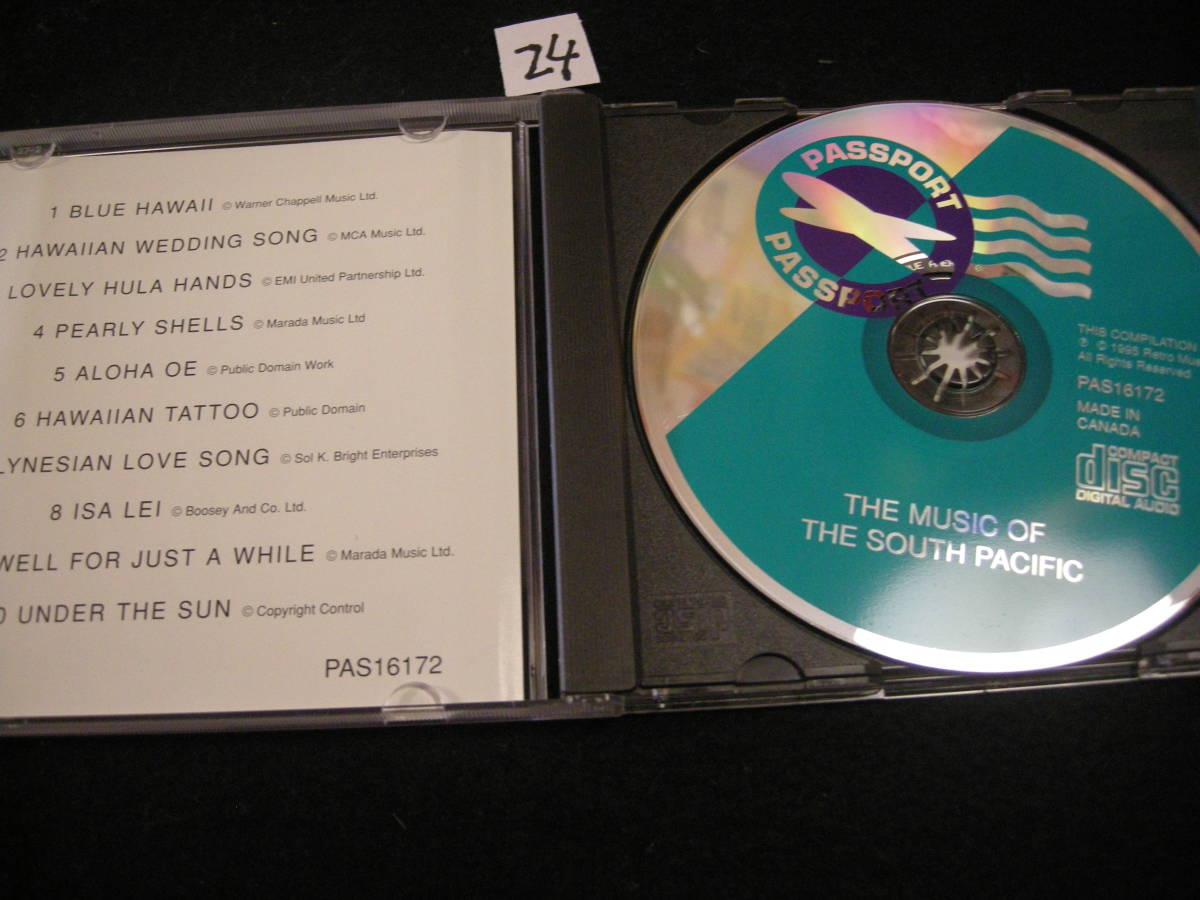 24
1 BLUE HAWAII © Warner Chappell Music Ltd.
2 HAWAIIAN WEDDING SONG © MCA Music Ltd.
LOVELY HULA HANDS © EMI United Partnership Ltd.
4 PEARLY SHELLS © Marada Music Ltd
5 ALOHA OE © Public Domain Work
6 HAWAIIAN TATTOO © Public Domain
LYNESIAN LOVE SONG © Sol K. Bright Enterprises
8 ISA LEI © Boosey And Co. Ltd.
WELL FOR JUST A WHILE © Marada Music Ltd.
0 UNDER THE SUN © Copyright Control
PAS16172
PASSPORT
PASSPORT
THIS COMPILATION
℗ © 1995 Retro Mus
All Rights Reserved
PAS16172
MADE IN
CANADA
COMPACT
disc
DIGITAL AUDIO
THE MUSIC OF
THE SOUTH PACIFIC